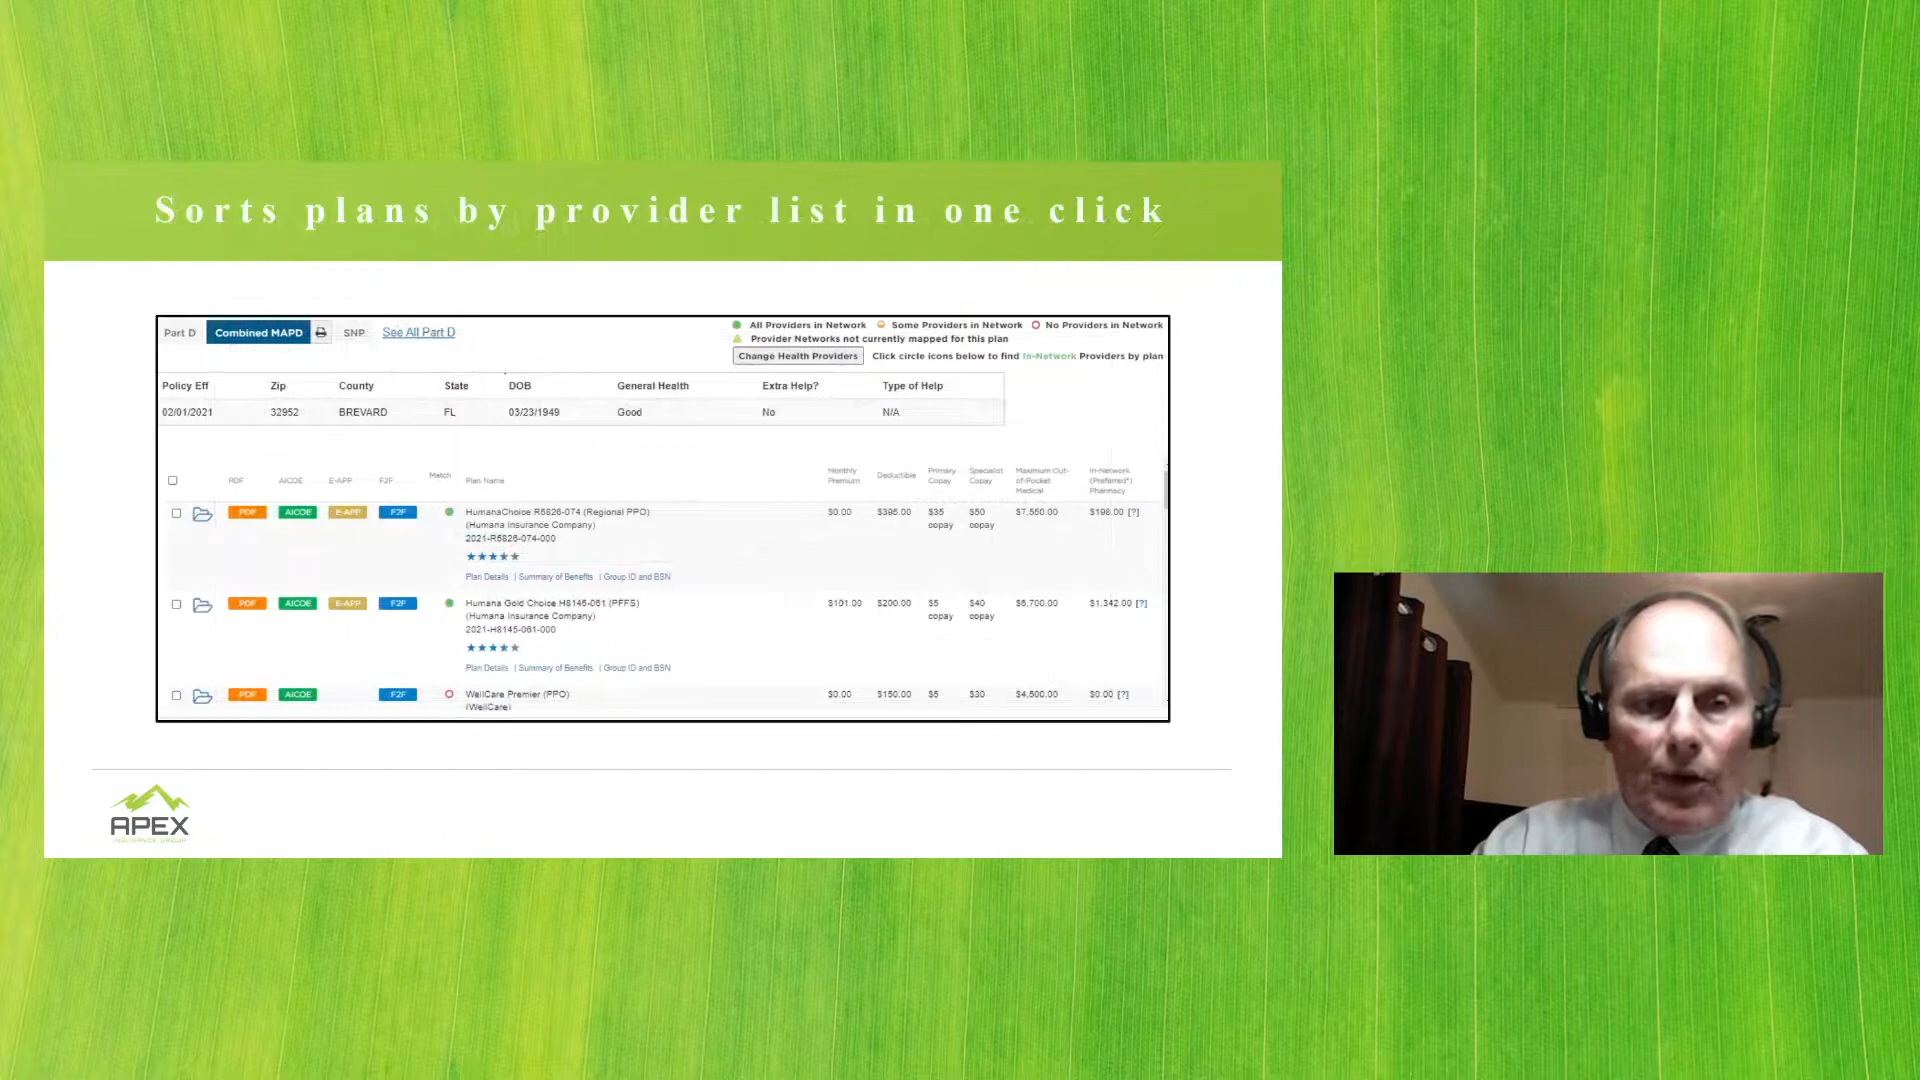 Sorts plans by provider list in one click
Part D Combined MAPD SNP See All Part D
All Providers in Network Some Providers in Network No Providers in Network
Provider Networks not currently mapped for this plan
Change Health Providers Click circle icons below to find In-Network Providers by plan
Policy Eff Zip County State DOB General Health Extra Help? Type of Help
02/01/2021 32952 BREVARD FL 03/23/1949 Good No N/A
PDF AICOE E-APP F2F Match Plan Name Monthly Premium Deductible Primary Copay Specialist Copay Maximum Out-of-Pocket Medical In-Network (Preferred*) Pharmacy
PDF AICOE E-APP F2F HumanaChoice R5826-074 (Regional PPO) $0.00 $395.00 $35 copay $50 copay $7,550.00 $198.00 [?]
(Humana Insurance Company)
2021-R5826-074-000
Plan Details | Summary of Benefits | Group ID and BSN
PDF AICOE E-APP F2F Humana Gold Choice H8145-061 (PFFS) $101.00 $200.00 $5 copay $40 copay $6,700.00 $1,342.00 [?]
(Humana Insurance Company)
2021-H8145-061-000
Plan Details | Summary of Benefits | Group ID and BSN
PDF AICOE F2F WellCare Premier (PPO) $0.00 $150.00 $5 $30 $4,500.00 $0.00 [?]
(WellCare)
APEX
INSURANCE GROUP